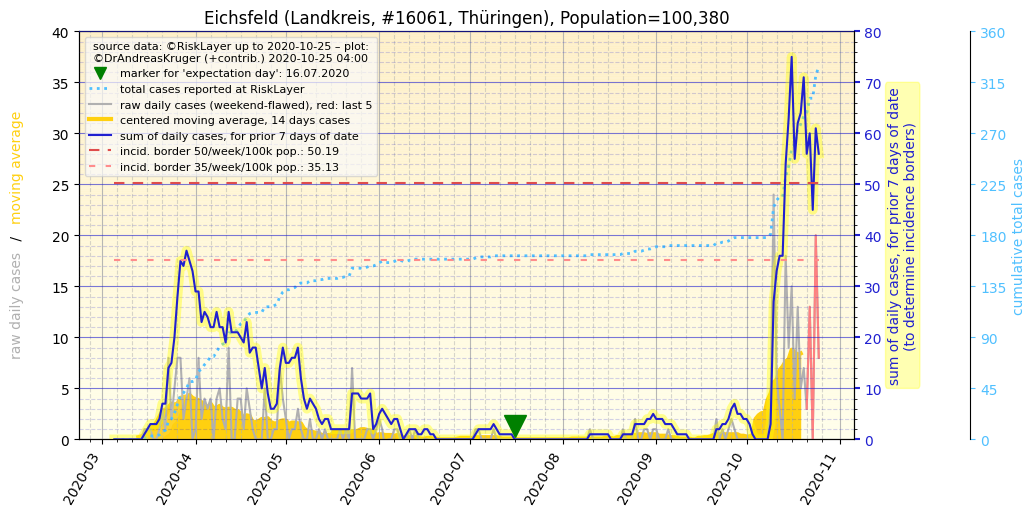 Eichsfeld (Landkreis, #16061, Thüringen), Population=100,380
source data: ©RiskLayer up to 2020-10-25 – plot:
©DrAndreasKruger (+contrib.) 2020-10-25 04:00
marker for 'expectation day': 16.07.2020
total cases reported at RiskLayer
raw daily cases (weekend-flawed), red: last 5
centered moving average, 14 days cases
sum of daily cases, for prior 7 days of date
incid. border 50/week/100k pop.: 50.19
incid. border 35/week/100k pop.: 35.13
raw daily cases / moving average
40
35
30
25
20
15
10
5
0
80
70
60
50
40
30
20
10
0
sum of daily cases, for prior 7 days of date
(to determine incidence borders)
360
315
270
225
180
135
90
45
0
cumulative total cases
2020-03
2020-04
2020-05
2020-06
2020-07
2020-08
2020-09
2020-10
2020-11